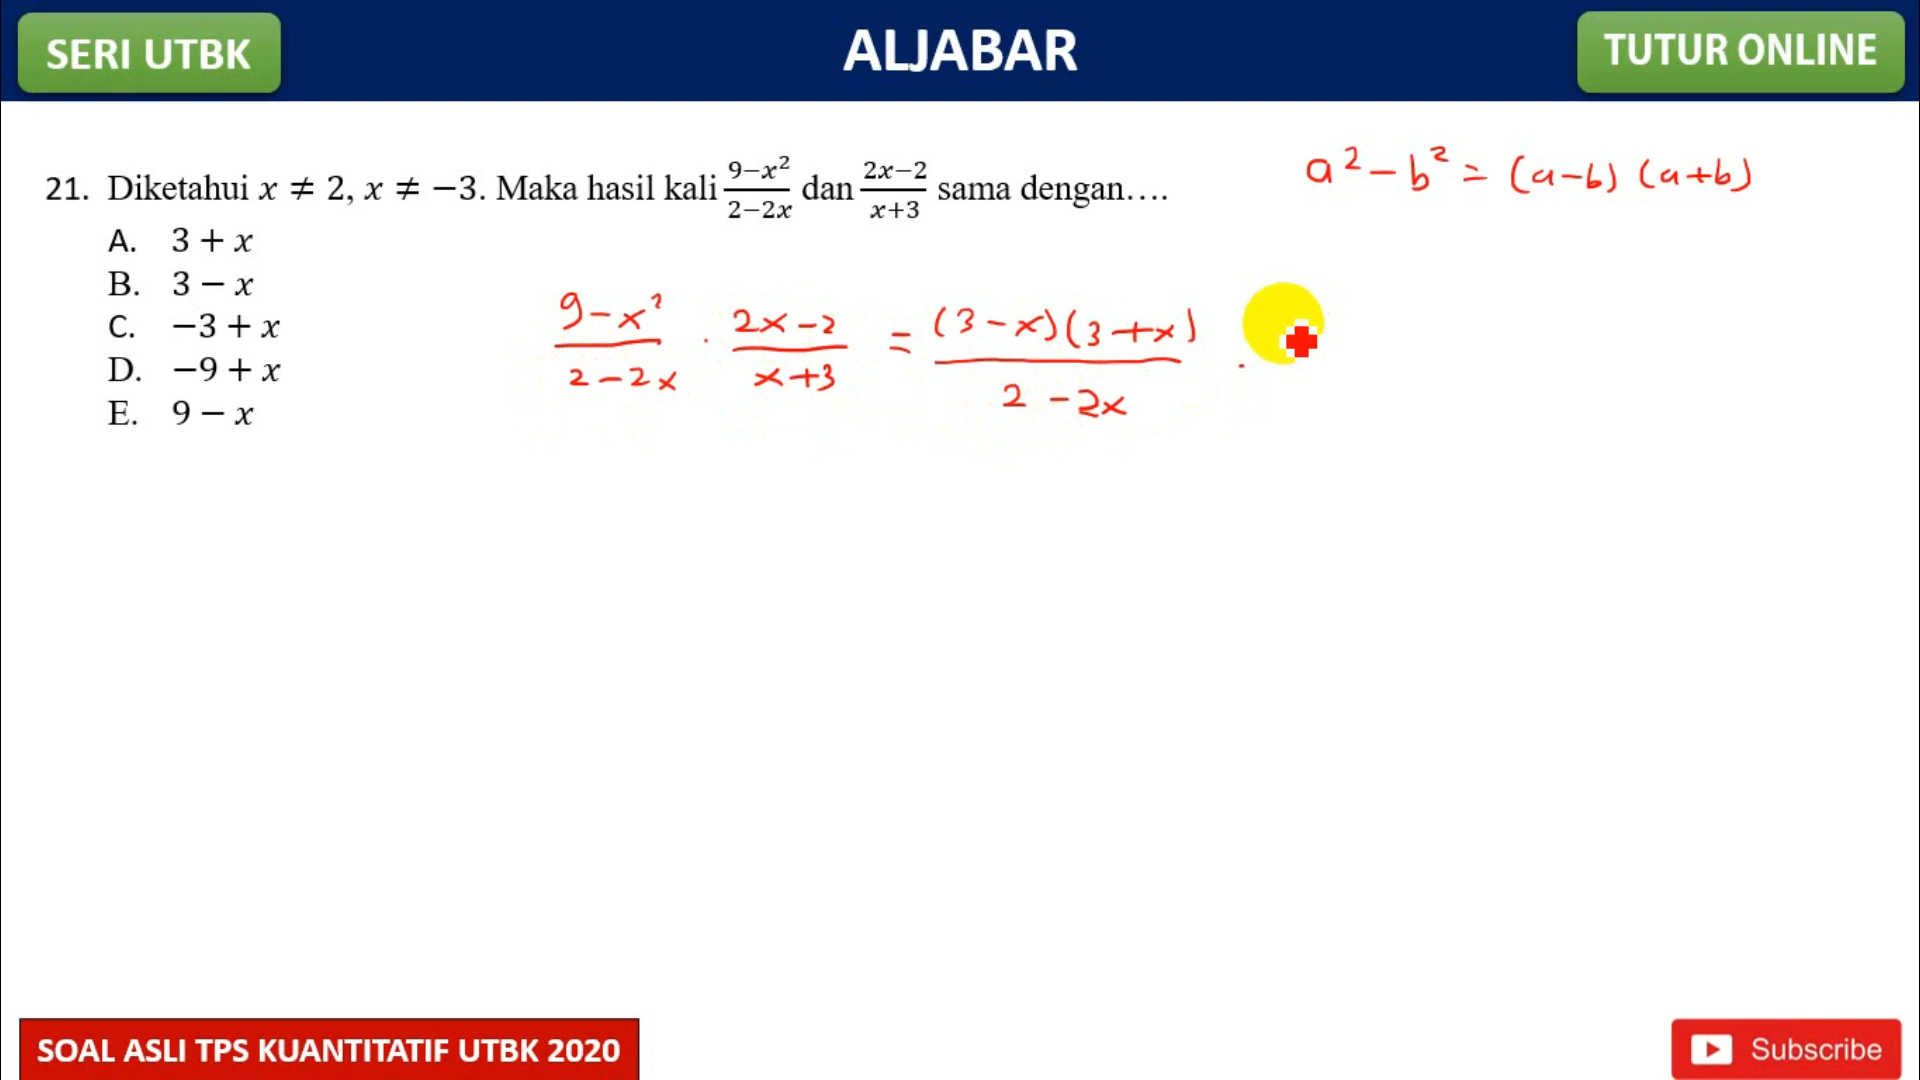 SERI UTBK
ALJABAR
TUTUR ONLINE
21. Diketahui x ≠ 2, x ≠ −3. Maka hasil kali (9−x²)/(2−2x) dan (2x−2)/(x+3) sama dengan....
A. 3 + x
B. 3 − x
C. −3 + x
D. −9 + x
E. 9 − x
a² − b² = (a−b) (a+b)
(9−x²)/(2−2x) · (2x−2)/(x+3) = ((3−x)(3+x))/(2−2x) ·
SOAL ASLI TPS KUANTITATIF UTBK 2020
Subscribe